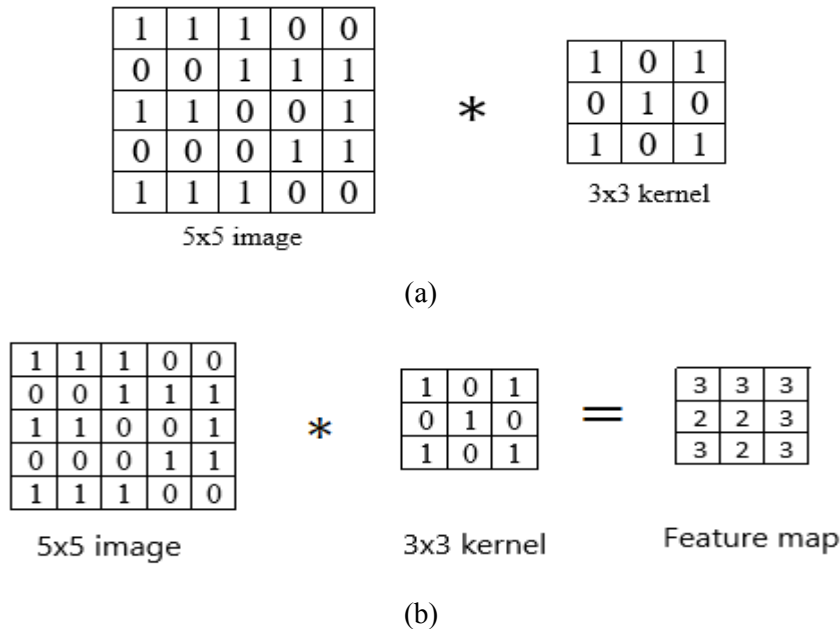 1 1 1 0 0
0 0 1 1 1
1 1 0 0 1
0 0 0 1 1
1 1 1 0 0
5x5 image
*
1 0 1
0 1 0
1 0 1
3x3 kernel
(a)
1 1 1 0 0
0 0 1 1 1
1 1 0 0 1
0 0 0 1 1
1 1 1 0 0
5x5 image
*
1 0 1
0 1 0
1 0 1
3x3 kernel
=
3 3 3
2 2 3
3 2 3
Feature map
(b)